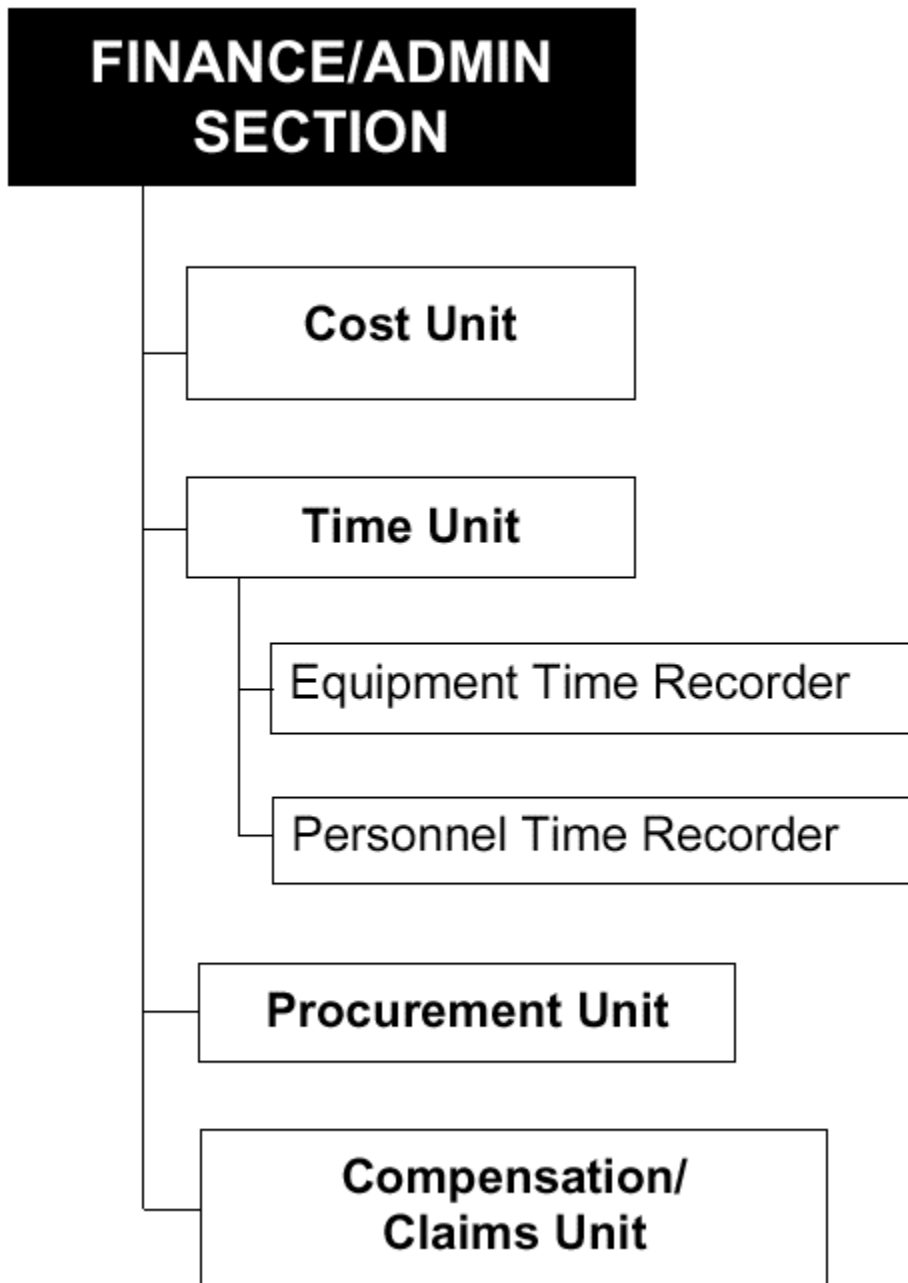 FINANCE/ADMIN
SECTION
Cost Unit
Time Unit
Equipment Time Recorder
Personnel Time Recorder
Procurement Unit
Compensation/
Claims Unit